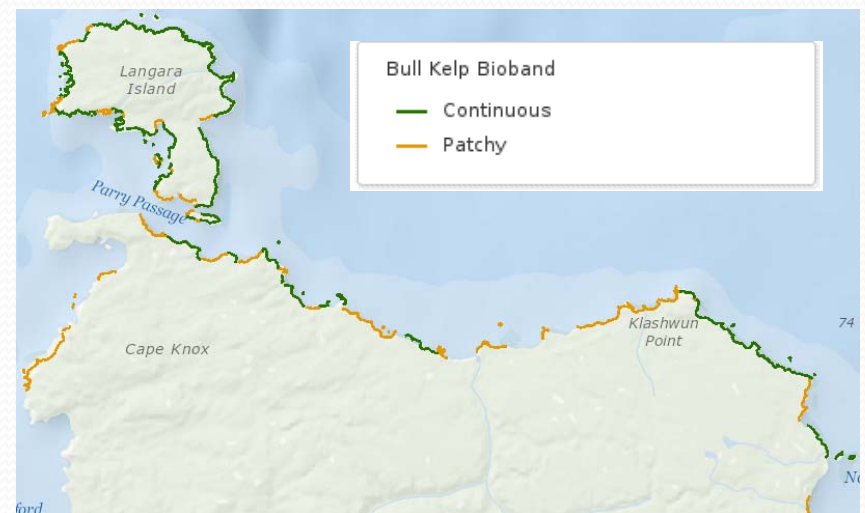 Langara
Island
Bull Kelp Bioband
Continuous
Patchy
Parry Passage
Klashwun
Point
74
Cape Knox